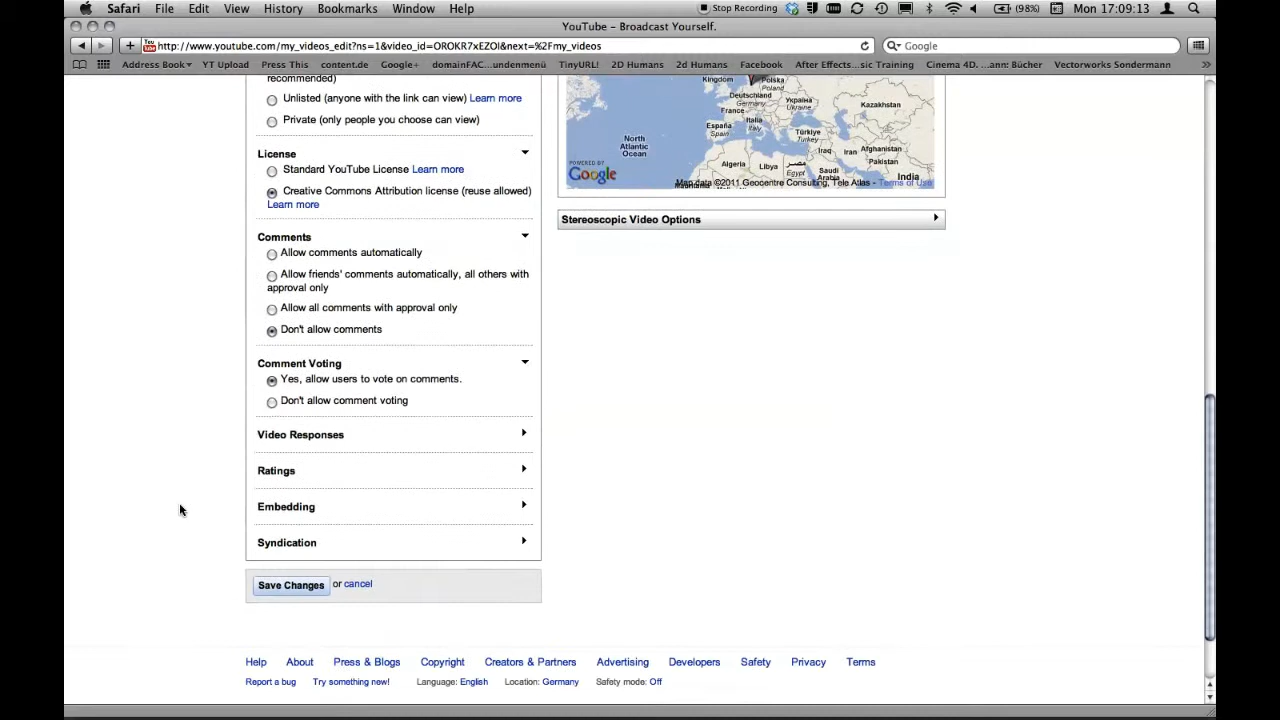 Safari File Edit View History Bookmarks Window Help Stop Recording (98%) Mon 17:09:13
YouTube – Broadcast Yourself.
http://www.youtube.com/my_videos_edit?ns=1&video_id=OROKR7xEZOI&next=%2Fmy_videos Google
Address Book YT Upload Press This content.de Google+ domainFAC...undenmenü TinyURL! 2D Humans 2d Humans Facebook After Effects...sic Training Cinema 4D. ...ann: Bücher Vectorworks Sondermann
recommended)
Unlisted (anyone with the link can view) Learn more
Private (only people you choose can view)
License
Standard YouTube License Learn more
Creative Commons Attribution license (reuse allowed)
Learn more
Comments
Allow comments automatically
Allow friends' comments automatically, all others with
approval only
Allow all comments with approval only
Don't allow comments
Comment Voting
Yes, allow users to vote on comments.
Don't allow comment voting
Video Responses
Ratings
Embedding
Syndication
Save Changes or cancel
Kingdom
Polska
Poland
Deutschland
Germany
Україна
Ukraine
France
Kazakhstan
Italia
Italy
España
Spain
Türkiye
Turkey
North
Atlantic
Ocean
Iraq
Iran
Afghanistan
Pakistan
Algeria
Libya
مصر
Egypt
Saudi
Arabia
India
POWERED BY
Google
Map data ©2011 Geocentre Consulting, Tele Atlas - Terms of Use
Stereoscopic Video Options
Help About Press & Blogs Copyright Creators & Partners Advertising Developers Safety Privacy Terms
Report a bug Try something new! Language: English Location: Germany Safety mode: Off